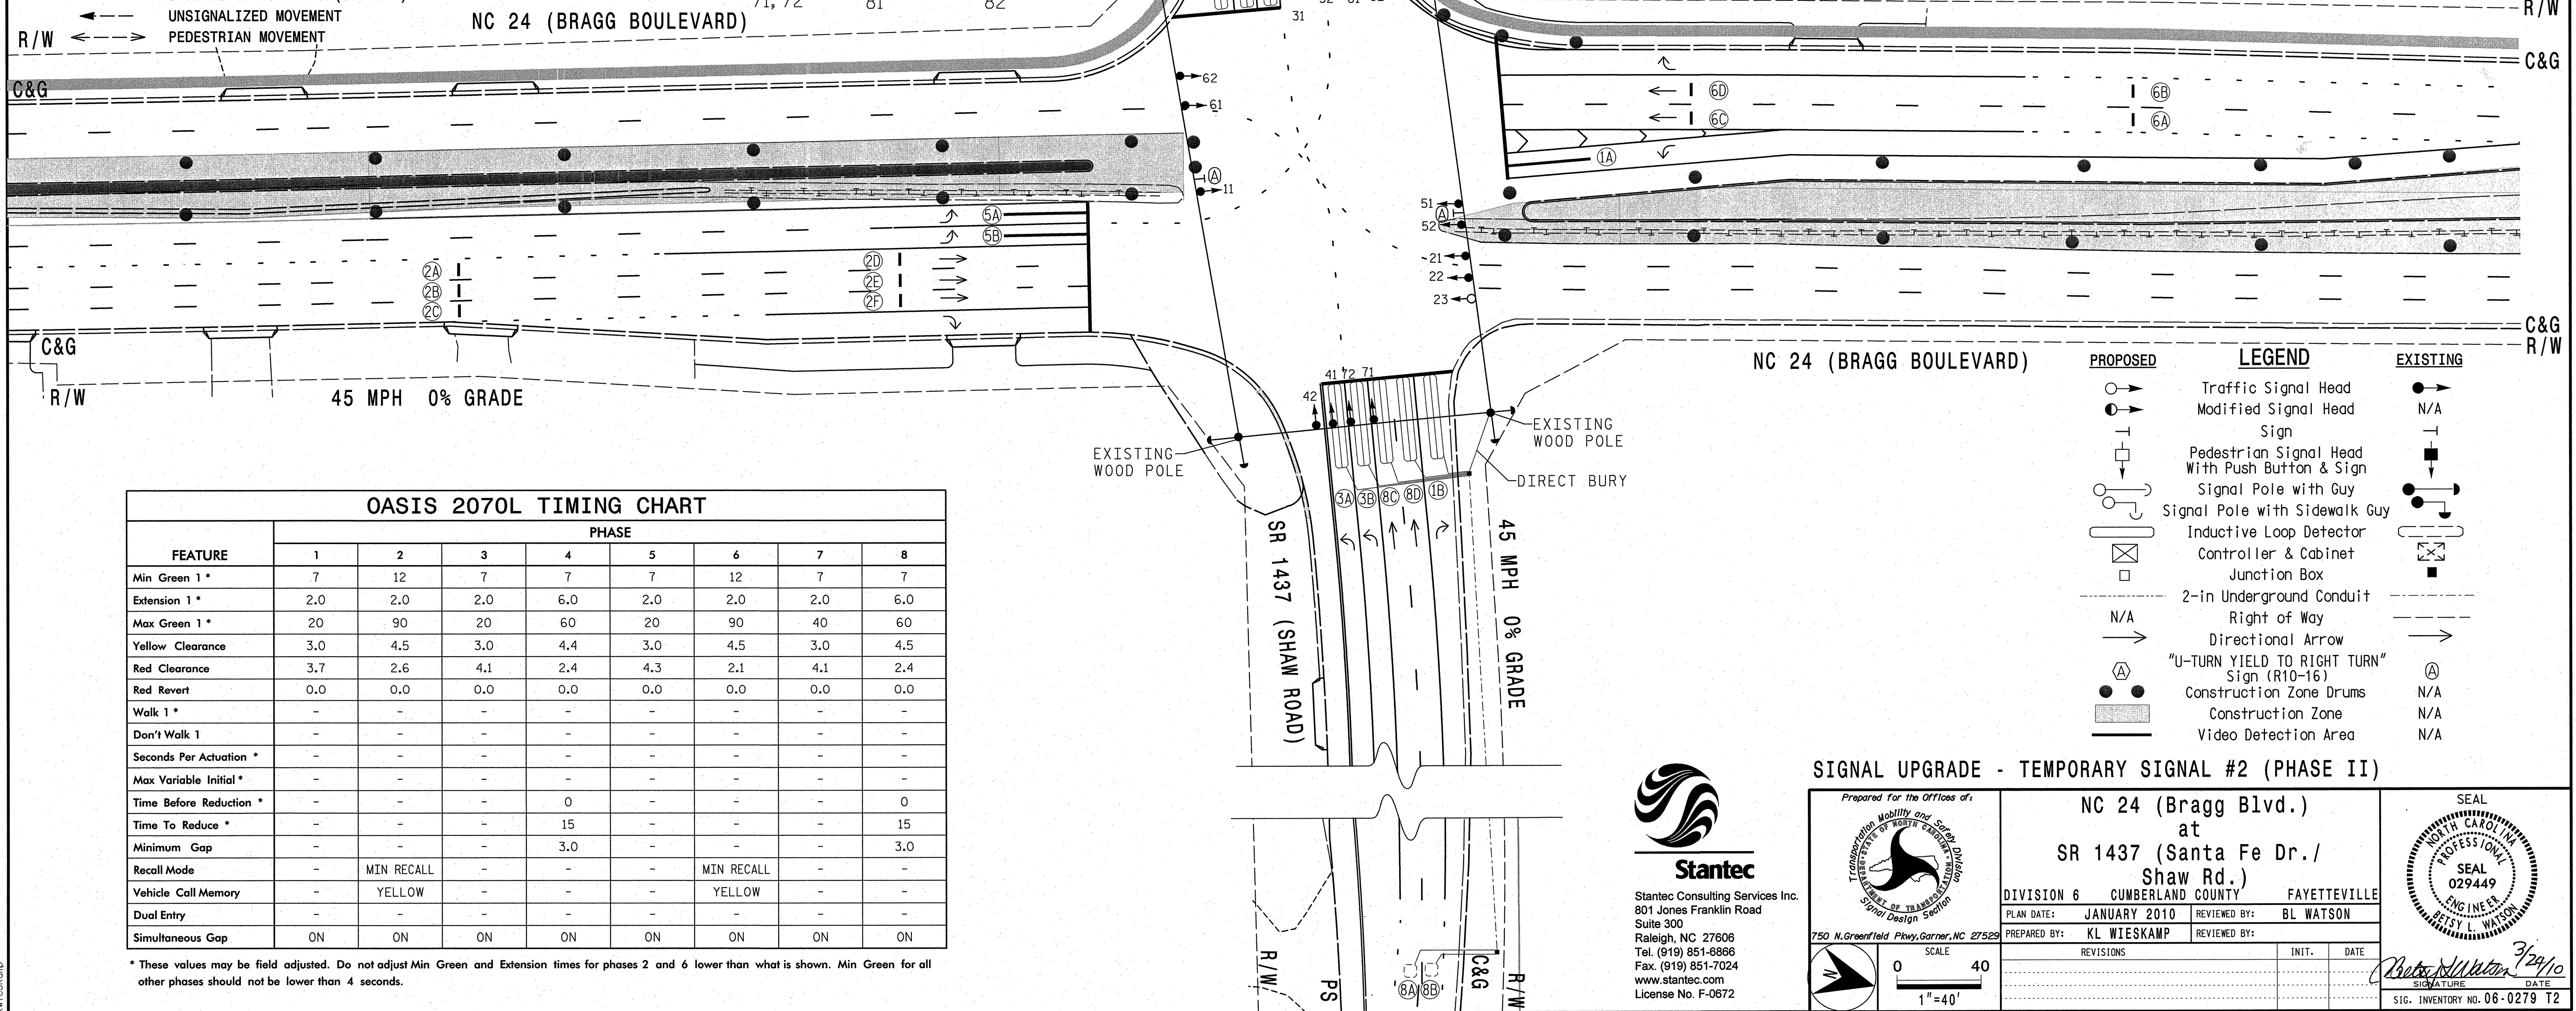 UNSIGNALIZED MOVEMENT
PEDESTRIAN MOVEMENT
R/W
71, 72 81 82
NC 24 (BRAGG BOULEVARD)
31
R/W
C&G
C&G
62
61
A
11
6D
6B
6C
6A
1A
51
A
52
5A
5B
21
22
23
2A
2B
2C
2D
2E
2F
C&G
R/W
45 MPH 0% GRADE
C&G
R/W
NC 24 (BRAGG BOULEVARD)
41 72 71
42
EXISTING
WOOD POLE
EXISTING
WOOD POLE
DIRECT BURY
3A 3B 8C 8D 1B
SR 1437 (SHAW ROAD)
45 MPH 0% GRADE
R/W
PS
8A 8B
C&G
R/W
PROPOSED LEGEND EXISTING
Traffic Signal Head
Modified Signal Head N/A
Sign
Pedestrian Signal Head
With Push Button & Sign
Signal Pole with Guy
Signal Pole with Sidewalk Guy
Inductive Loop Detector
Controller & Cabinet
Junction Box
2-in Underground Conduit
N/A Right of Way
Directional Arrow
A "U-TURN YIELD TO RIGHT TURN" A
Sign (R10-16)
Construction Zone Drums N/A
Construction Zone N/A
Video Detection Area N/A
OASIS 2070L TIMING CHART
FEATURE PHASE
1 2 3 4 5 6 7 8
Min Green 1 * 7 12 7 7 7 12 7 7
Extension 1 * 2.0 2.0 2.0 6.0 2.0 2.0 2.0 6.0
Max Green 1 * 20 90 20 60 20 90 40 60
Yellow Clearance 3.0 4.5 3.0 4.4 3.0 4.5 3.0 4.5
Red Clearance 3.7 2.6 4.1 2.4 4.3 2.1 4.1 2.4
Red Revert 0.0 0.0 0.0 0.0 0.0 0.0 0.0 0.0
Walk 1 * - - - - - - - -
Don't Walk 1 - - - - - - - -
Seconds Per Actuation * - - - - - - - -
Max Variable Initial * - - - - - - - -
Time Before Reduction * - - - 0 - - - 0
Time To Reduce * - - - 15 - - - 15
Minimum Gap - - - 3.0 - - - 3.0
Recall Mode - MIN RECALL - - - MIN RECALL - -
Vehicle Call Memory - YELLOW - - - YELLOW - -
Dual Entry - - - - - - - -
Simultaneous Gap ON ON ON ON ON ON ON ON
* These values may be field adjusted. Do not adjust Min Green and Extension times for phases 2 and 6 lower than what is shown. Min Green for all
other phases should not be lower than 4 seconds.
Stantec
Stantec Consulting Services Inc.
801 Jones Franklin Road
Suite 300
Raleigh, NC 27606
Tel. (919) 851-6866
Fax. (919) 851-7024
www.stantec.com
License No. F-0672
SIGNAL UPGRADE - TEMPORARY SIGNAL #2 (PHASE II)
Prepared for the Offices of:
Transportation Mobility and Safety Division
STATE OF NORTH CAROLINA
DEPARTMENT OF TRANSPORTATION
Signal Design Section
750 N.Greenfield Pkwy,Garner,NC 27529
N
SCALE
0 40
1"=40'
NC 24 (Bragg Blvd.)
at
SR 1437 (Santa Fe Dr./
Shaw Rd.)
DIVISION 6 CUMBERLAND COUNTY FAYETTEVILLE
PLAN DATE: JANUARY 2010 REVIEWED BY: BL WATSON
PREPARED BY: KL WIESKAMP REVIEWED BY:
REVISIONS INIT. DATE
SEAL
NORTH CAROLINA
PROFESSIONAL
SEAL
029449
ENGINEER
BETSY L. WATSON
Betsy L Watson 3/24/10
SIGNATURE DATE
SIG. INVENTORY NO. 06-0279 T2